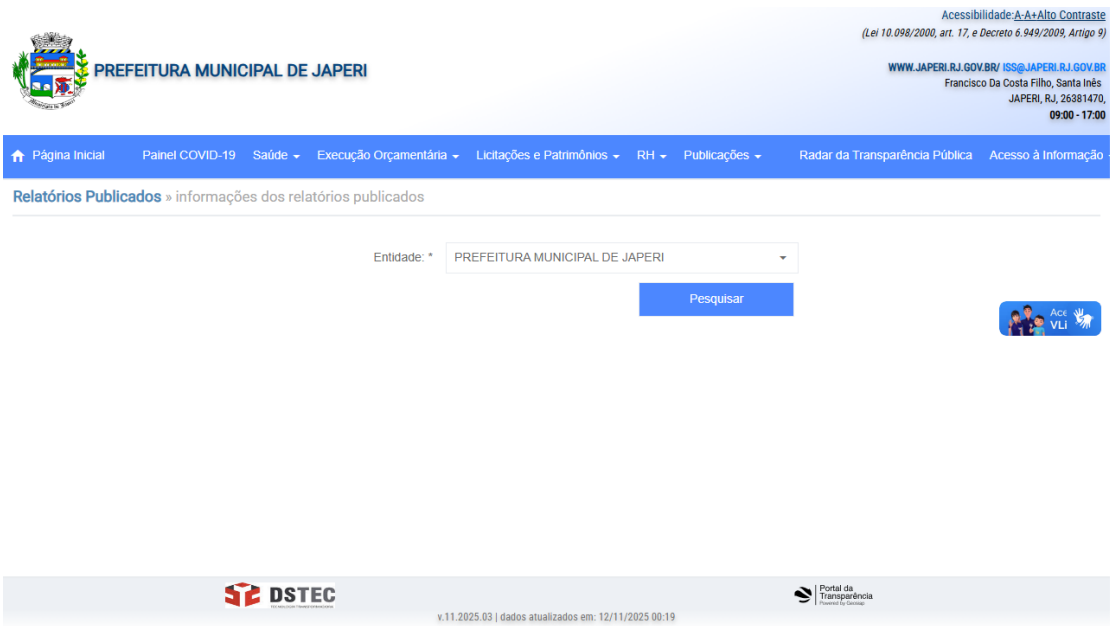 Acessibilidade:A-A+Alto Contraste
(Lei 10.098/2000, art. 17, e Decreto 6.949/2009, Artigo 9)
PREFEITURA MUNICIPAL DE JAPERI
WWW.JAPERI.RJ.GOV.BR/ ISS@JAPERI.RJ.GOV.BR
Francisco Da Costa Filho, Santa Inês
JAPERI, RJ, 26381470,
09:00 - 17:00
Página Inicial Painel COVID-19 Saúde Execução Orçamentária Licitações e Patrimônios RH Publicações Radar da Transparência Pública Acesso à Informação
Relatórios Publicados » informações dos relatórios publicados
Entidade: * PREFEITURA MUNICIPAL DE JAPERI
Pesquisar
Ace
VLi
DSTEC
Portal da
Transparência
Powered by Geosiap
v.11.2025.03 | dados atualizados em: 12/11/2025 00:19